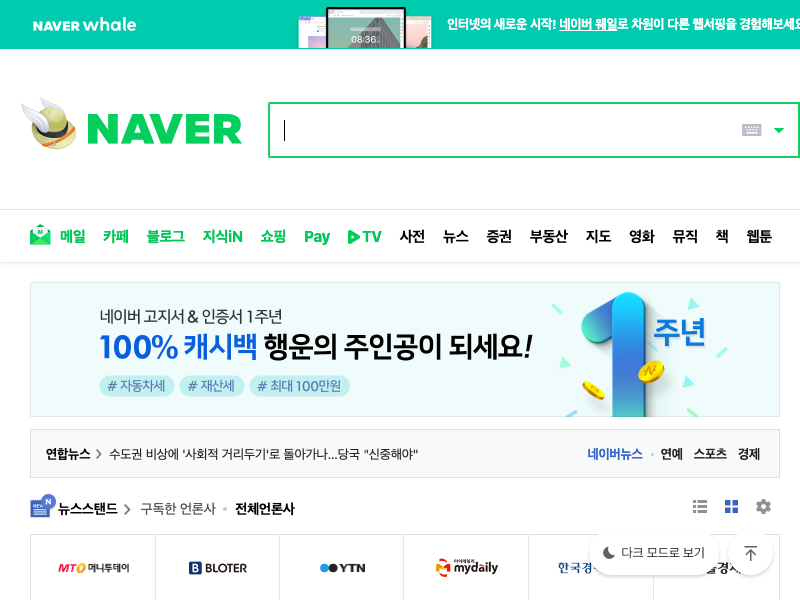 NAVER whale
08:36
인터넷의 새로운 시작! 네이버 웨일로 차원이 다른 웹서핑을 경험해보세요
NAVER
메일 카페 블로그 지식iN 쇼핑 Pay TV 사전 뉴스 증권 부동산 지도 영화 뮤직 책 웹툰
네이버 고지서 & 인증서 1주년
100% 캐시백 행운의 주인공이 되세요!
# 자동차세 # 재산세 # 최대 100만원
1주년
연합뉴스 > 수도권 비상에 '사회적 거리두기'로 돌아가나...당국 "신중해야"
네이버뉴스 연예 스포츠 경제
NEWS N 뉴스스탠드 > 구독한 언론사 전체언론사
MT 머니투데이 B BLOTER YTN 마이데일리 mydaily 한국경
다크 모드로 보기